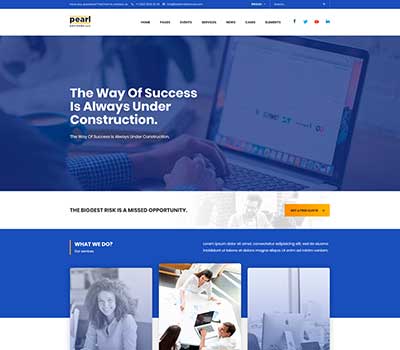 pearl
HOME PAGES EVENTS SERVICES NEWS CASES ELEMENTS
The Way Of Success
Is Always Under
Construction.
The Way Of Success Is Always Under Construction.
THE BIGGEST RISK IS A MISSED OPPORTUNITY.
GET A FREE QUOTE
WHAT WE DO?
Our services
Lorem ipsum dolor sit amet, consectetur adipiscing elit, sed do eiusm
tempor incididunt ut labore et dolore magna aliqua. Ut enim ad minim veniam.